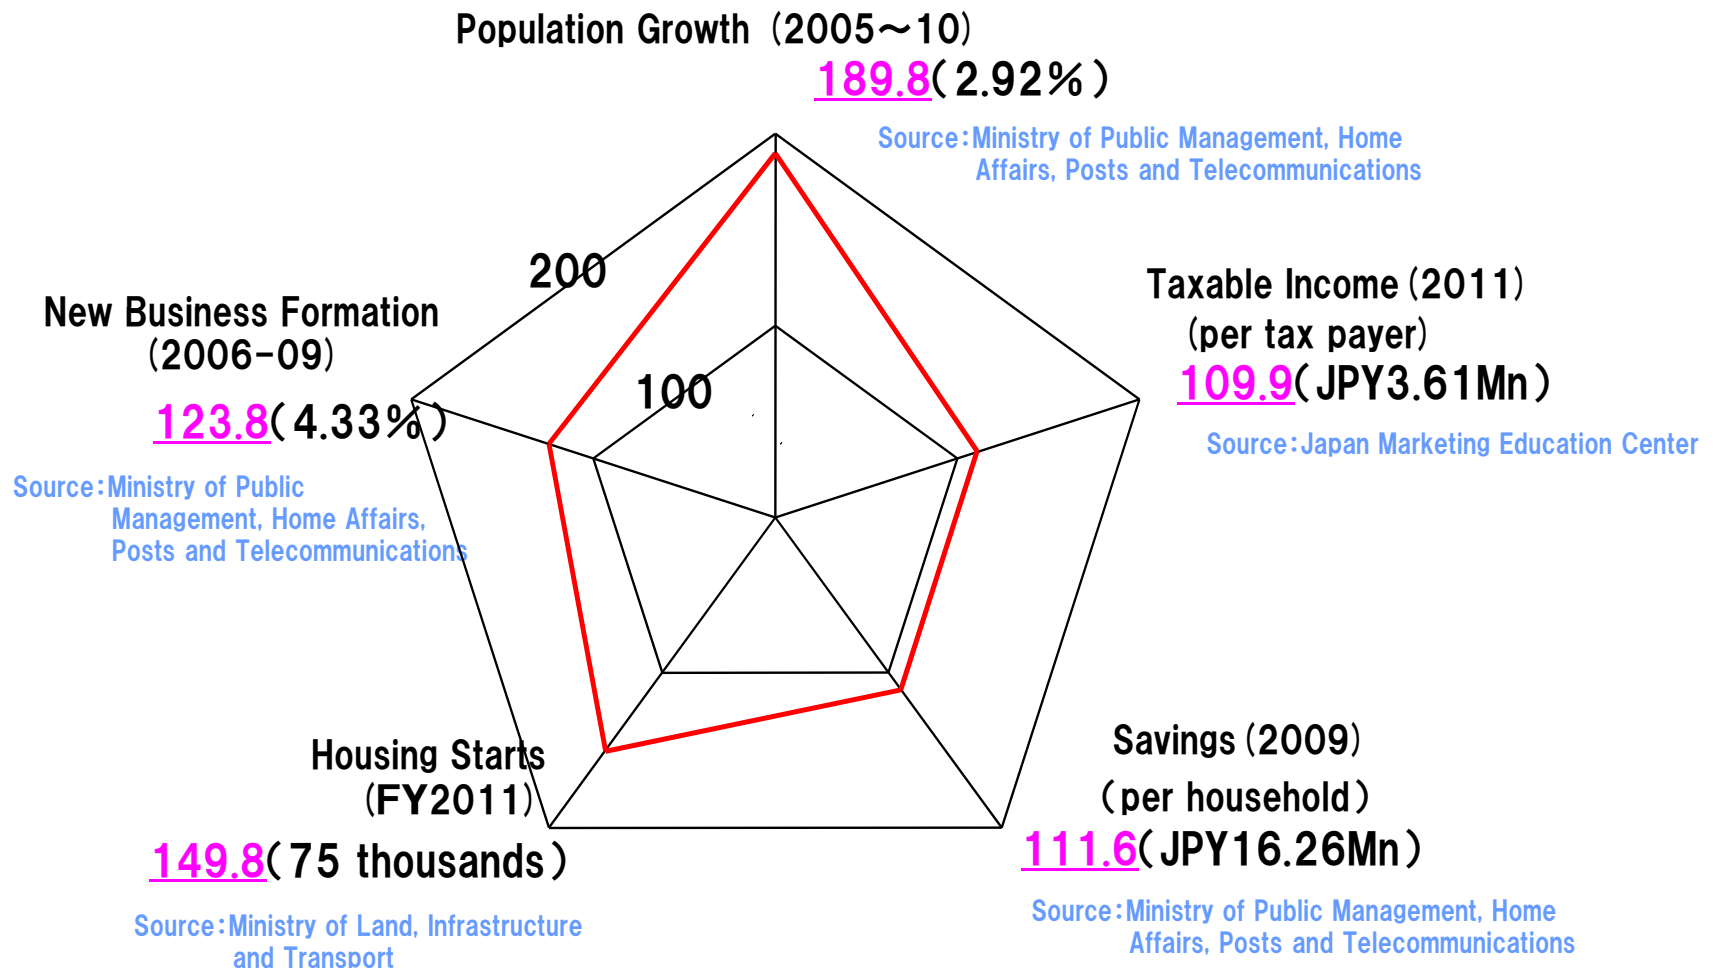 Population Growth (2005～10)
189.8(2.92%)
Source:Ministry of Public Management, Home
Affairs, Posts and Telecommunications
200
100
Taxable Income(2011)
(per tax payer)
109.9(JPY3.61Mn)
Source:Japan Marketing Education Center
New Business Formation
(2006-09)
123.8(4.33%)
Source:Ministry of Public
Management, Home Affairs,
Posts and Telecommunications
Savings(2009)
(per household)
111.6(JPY16.26Mn)
Source:Ministry of Public Management, Home
Affairs, Posts and Telecommunications
Housing Starts
(FY2011)
149.8(75 thousands)
Source:Ministry of Land, Infrastructure
and Transport